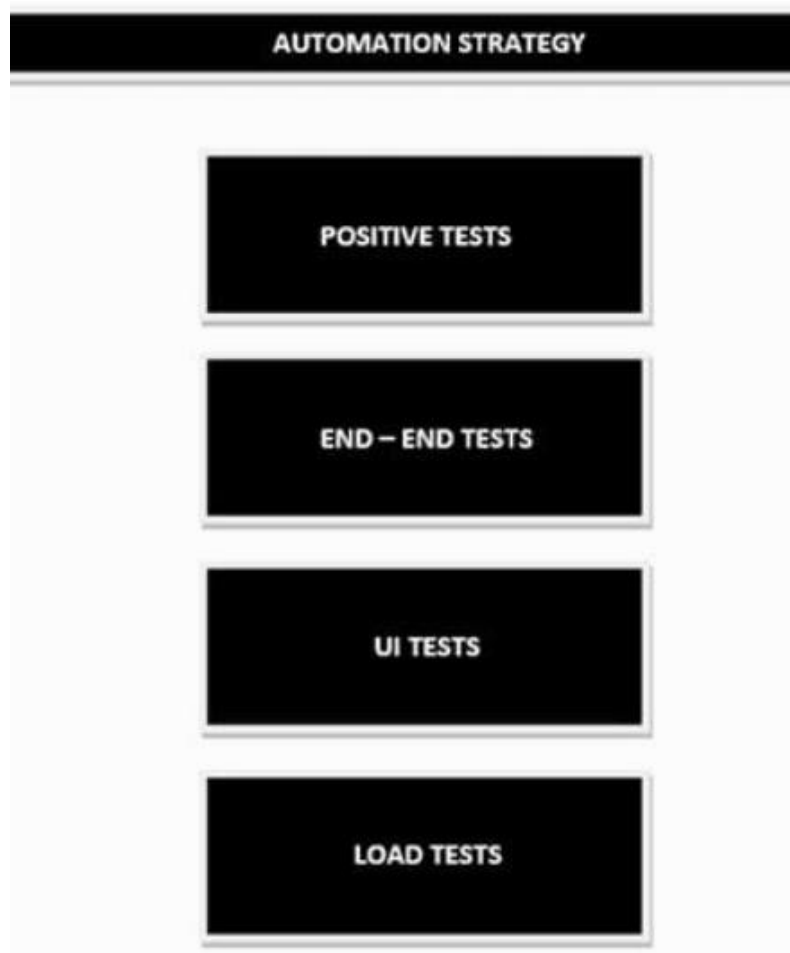 AUTOMATION STRATEGY
POSITIVE TESTS
END – END TESTS
UI TESTS
LOAD TESTS